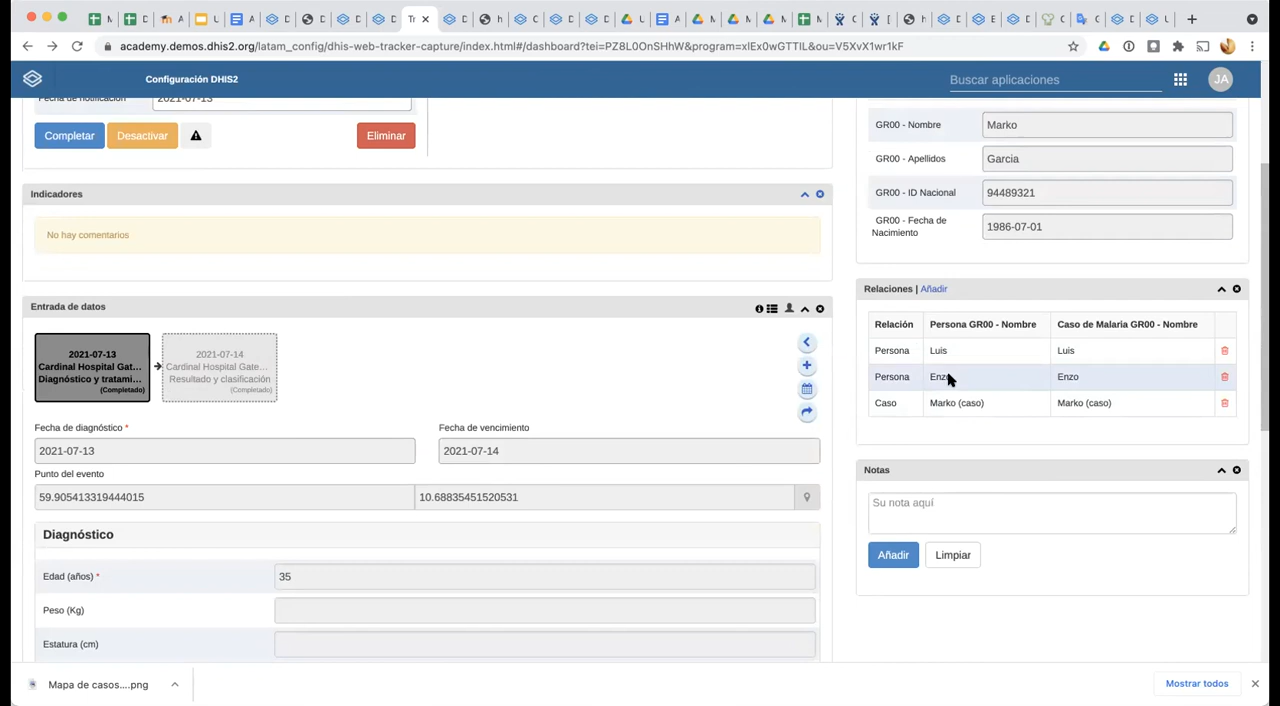 Tr
academy.demos.dhis2.org/latam_config/dhis-web-tracker-capture/index.html#/dashboard?tei=PZ8L0OnSHhW&program=xIEx0wGTTIL&ou=V5XvX1wr1kF
Configuración DHIS2
Buscar aplicaciones
JA
Fecha de notificación
2021-07-13
Completar
Desactivar
Eliminar
GR00 - Nombre
Marko
GR00 - Apellidos
Garcia
GR00 - ID Nacional
94489321
GR00 - Fecha de
Nacimiento
1986-07-01
Indicadores
No hay comentarios
Relaciones | Añadir
Relación Persona GR00 - Nombre Caso de Malaria GR00 - Nombre
Persona Luis Luis
Persona Enzo Enzo
Caso Marko (caso) Marko (caso)
Entrada de datos
2021-07-13
Cardinal Hospital Gat...
Diagnóstico y tratami...
(Completado)
2021-07-14
Cardinal Hospital Gate...
Resultado y clasificación
(Completado)
Fecha de diagnóstico *
Fecha de vencimiento
2021-07-13
2021-07-14
Punto del evento
59.905413319444015
10.68835451520531
Diagnóstico
Edad (años) *
35
Peso (Kg)
Estatura (cm)
Notas
Su nota aquí
Añadir
Limpiar
Mapa de casos....png
Mostrar todos